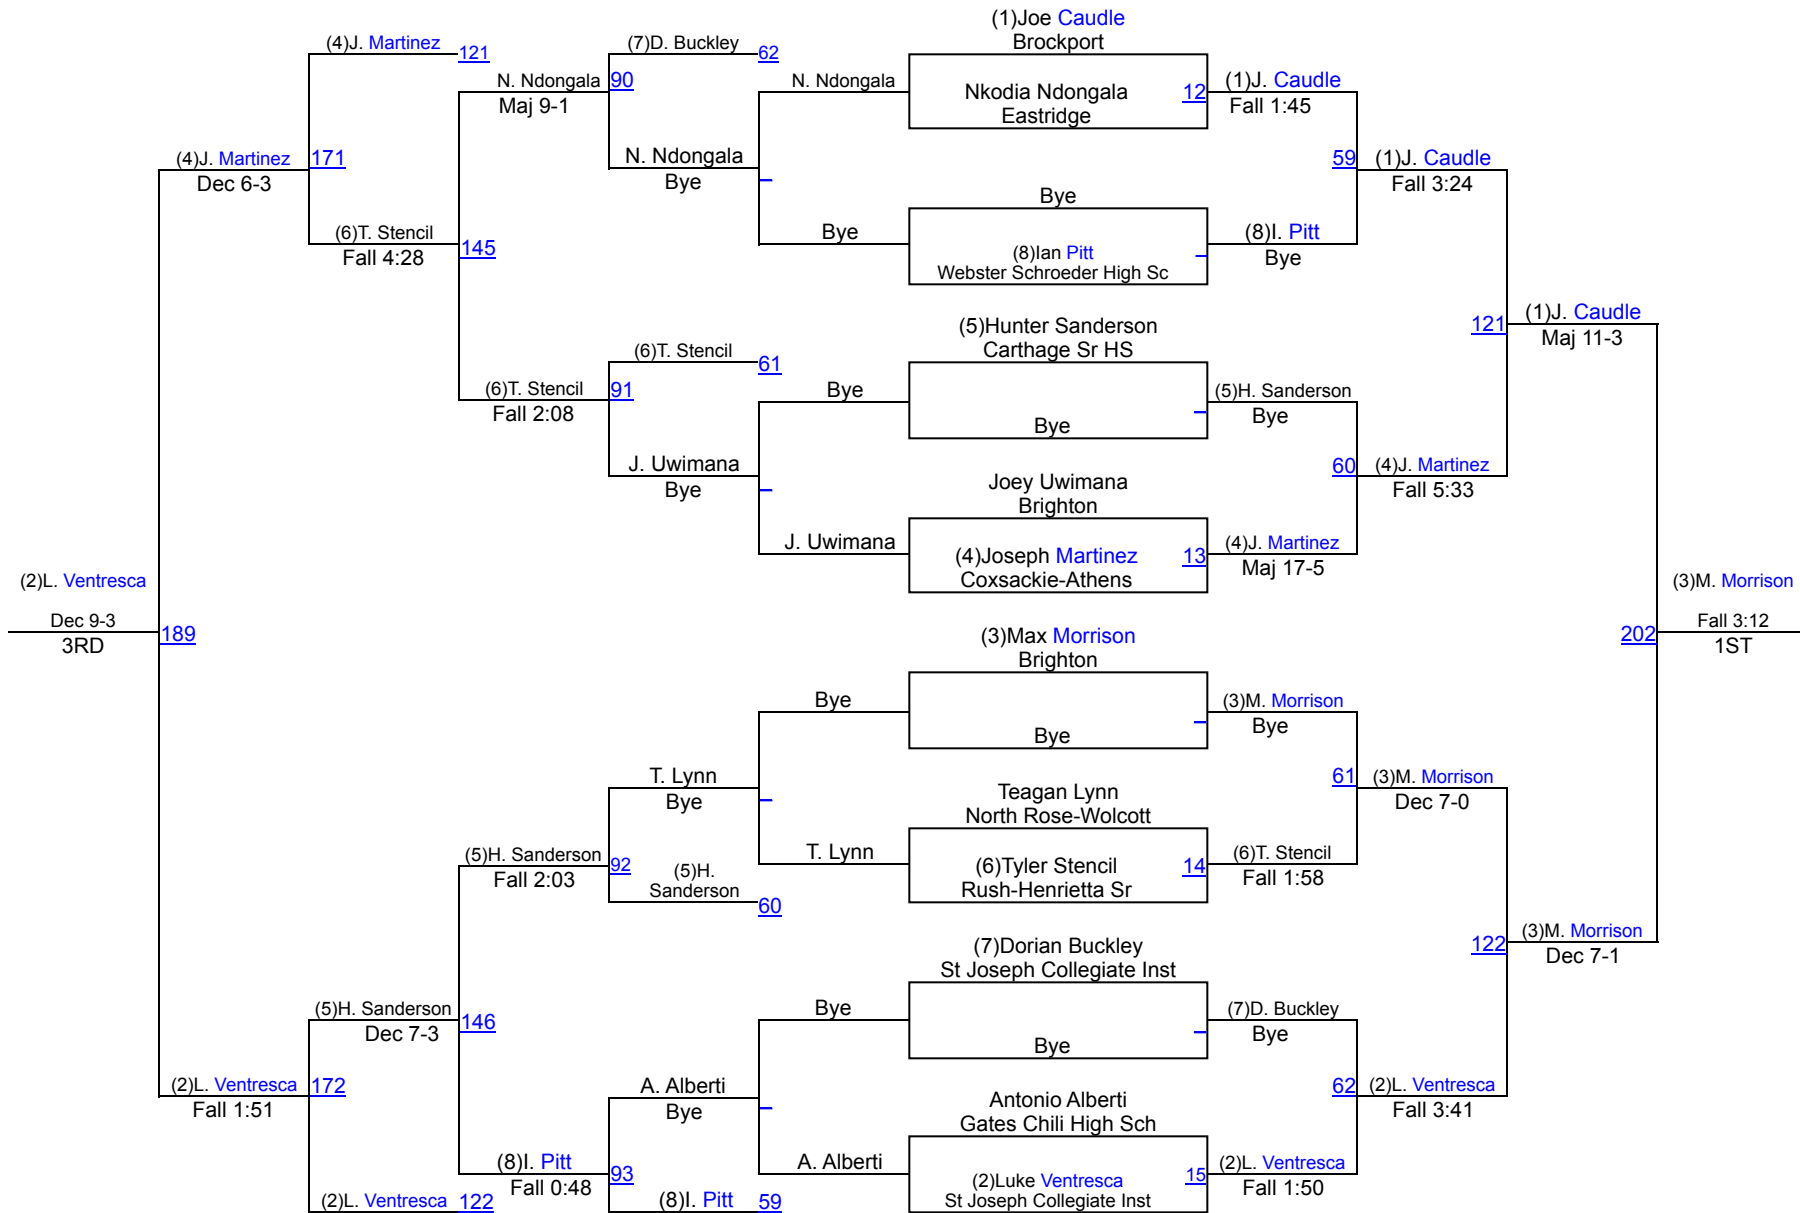 (1)Joe Caudle
Brockport
(4)J. Martinez
121
(7)D. Buckley
62
N. Ndongala
90
Maj 9-1
N. Ndongala
Nkodia Ndongala
Eastridge
12
(1)J. Caudle
Fall 1:45
(4)J. Martinez
171
Dec 6-3
N. Ndongala
Bye
59
(1)J. Caudle
Fall 3:24
Bye
(6)T. Stencil
145
Fall 4:28
Bye
(8)Ian Pitt
Webster Schroeder High Sc
(8)I. Pitt
Bye
(5)Hunter Sanderson
Carthage Sr HS
121
(1)J. Caudle
Maj 11-3
(6)T. Stencil
61
(6)T. Stencil
91
Fall 2:08
Bye
Bye
(5)H. Sanderson
Bye
J. Uwimana
Bye
60
(4)J. Martinez
Fall 5:33
Joey Uwimana
Brighton
J. Uwimana
(4)Joseph Martinez
Coxsackie-Athens
13
(4)J. Martinez
Maj 17-5
(2)L. Ventresca
Dec 9-3
3RD
189
(3)M. Morrison
Fall 3:12
1ST
202
(3)Max Morrison
Brighton
Bye
Bye
(3)M. Morrison
Bye
T. Lynn
Bye
61
(3)M. Morrison
Dec 7-0
Teagan Lynn
North Rose-Wolcott
(5)H. Sanderson
92
Fall 2:03
T. Lynn
(6)Tyler Stencil
Rush-Henrietta Sr
14
(6)T. Stencil
Fall 1:58
(5)H.
Sanderson
60
(7)Dorian Buckley
St Joseph Collegiate Inst
122
(3)M. Morrison
Dec 7-1
(5)H. Sanderson
146
Dec 7-3
Bye
Bye
(7)D. Buckley
Bye
(2)L. Ventresca
172
Fall 1:51
A. Alberti
Bye
62
(2)L. Ventresca
Fall 3:41
Antonio Alberti
Gates Chili High Sch
(8)I. Pitt
93
Fall 0:48
A. Alberti
(2)Luke Ventresca
St Joseph Collegiate Inst
15
(2)L. Ventresca
Fall 1:50
(2)L. Ventresca
122
(8)I. Pitt
59